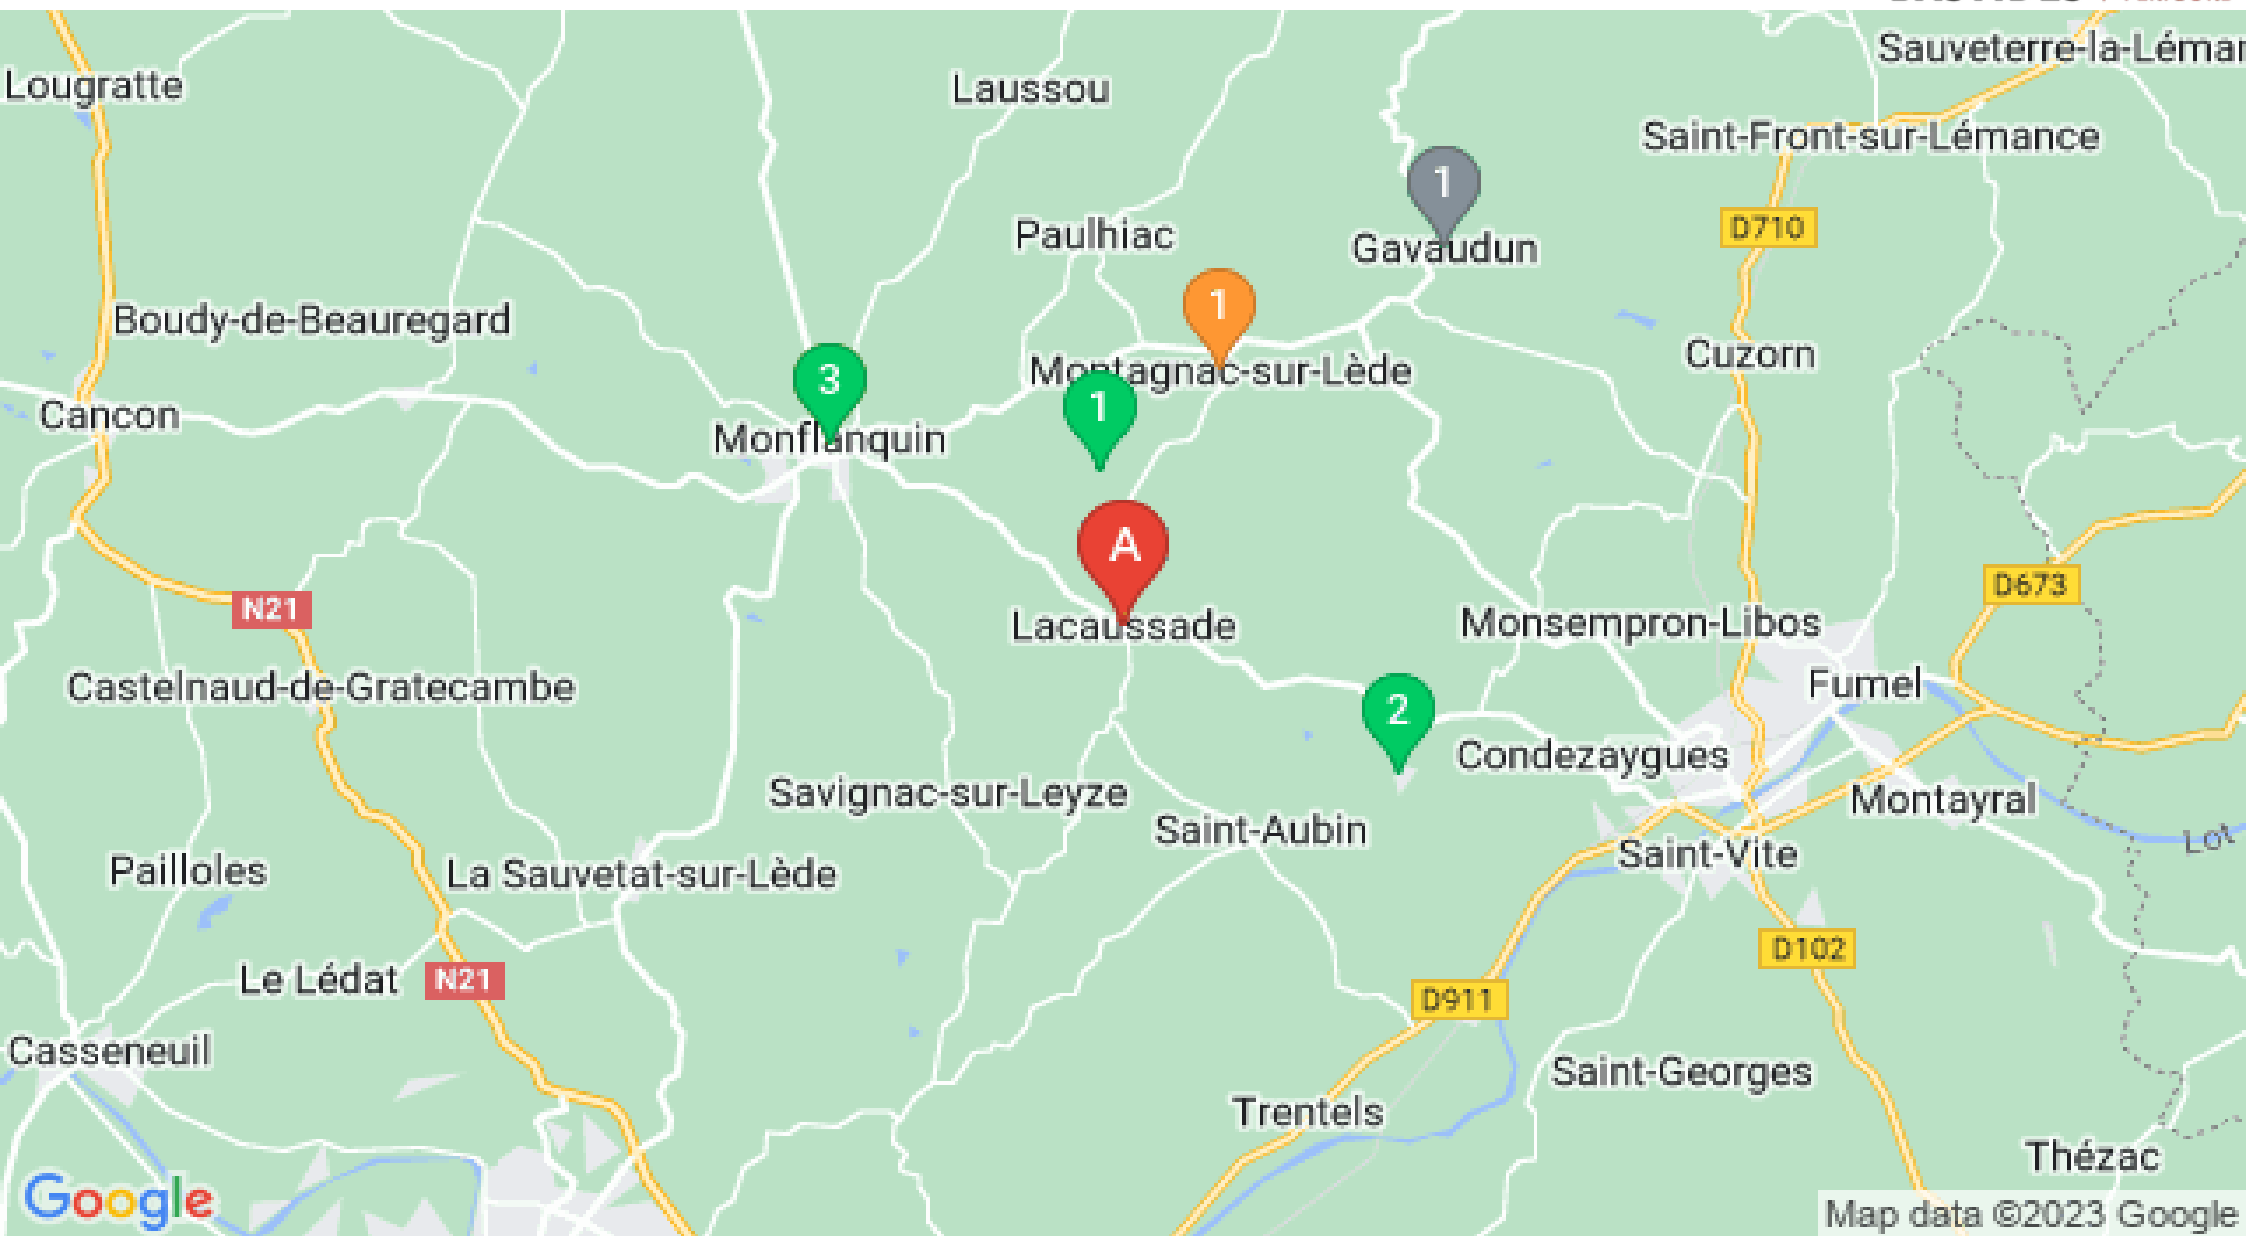 Sauveterre-la-Léman
Lougratte
Laussou
Saint-Front-sur-Lémance
1
D710
Paulhiac
Gavaudun
1
Boudy-de-Beauregard
Cuzorn
Montagnac-sur-Lède
3
1
Cancon
Monflanquin
A
D673
N21
Lacaussade
Monsempron-Libos
Castelnaud-de-Gratecambe
Fumel
2
Condezaygues
Savignac-sur-Leyze
Montayral
Saint-Aubin
Lot
Saint-Vite
Pailloles
La Sauvetat-sur-Lède
D102
Le Lédat
N21
D911
Casseneuil
Saint-Georges
Trentels
Thézac
Google
Map data ©2023 Google